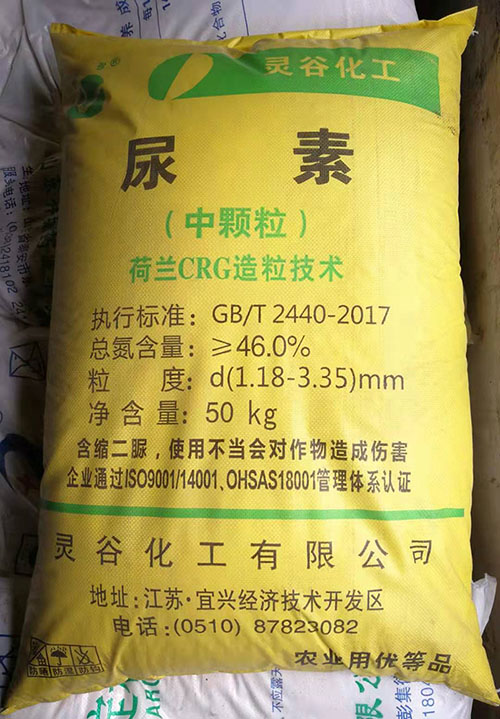 灵谷化工
尿素
（中颗粒）
荷兰CRG造粒技术
执行标准：GB/T 2440-2017
总氮含量：≥46.0%
粒度：d(1.18-3.35)mm
净含量：50 kg
含缩二脲，使用不当会对作物造成伤害
企业通过ISO9001/14001、OHSAS18001管理体系认证
灵谷化工有限公司
地址：江苏·宜兴经济技术开发区
电话：(0510) 87823082
防晒 防湿 防钩
农业用优等品